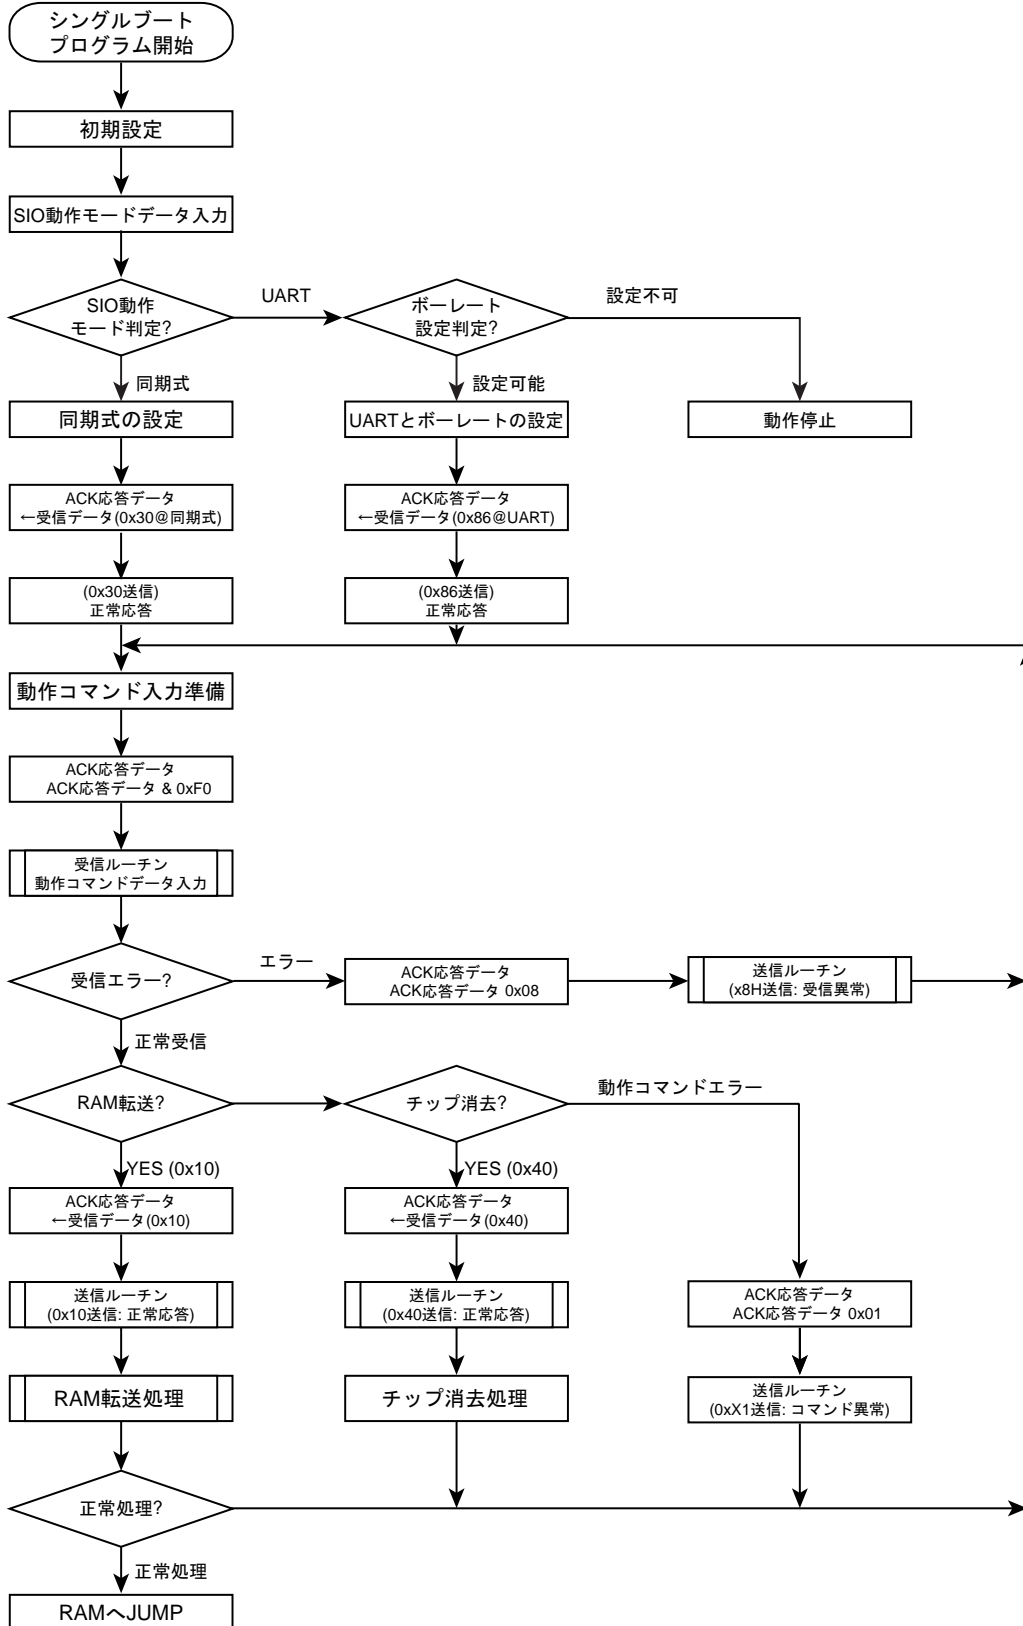 シングルブート
プログラム開始
初期設定
SIO動作モードデータ入力
SIO動作
モード判定?
UART
ボーレート
設定判定?
設定不可
同期式
設定可能
同期式の設定
UARTとボーレートの設定
動作停止
ACK応答データ
←受信データ(0x30@同期式)
ACK応答データ
←受信データ(0x86@UART)
(0x30送信)
正常応答
(0x86送信)
正常応答
動作コマンド入力準備
ACK応答データ
ACK応答データ & 0xF0
受信ルーチン
動作コマンドデータ入力
受信エラー?
エラー
ACK応答データ
ACK応答データ 0x08
送信ルーチン
(x8H送信: 受信異常)
正常受信
RAM転送?
チップ消去?
動作コマンドエラー
YES (0x10)
YES (0x40)
ACK応答データ
←受信データ(0x10)
ACK応答データ
←受信データ(0x40)
送信ルーチン
(0x10送信: 正常応答)
送信ルーチン
(0x40送信: 正常応答)
ACK応答データ
ACK応答データ 0x01
RAM転送処理
チップ消去処理
送信ルーチン
(0xX1送信: コマンド異常)
正常処理?
正常処理
RAMへJUMP